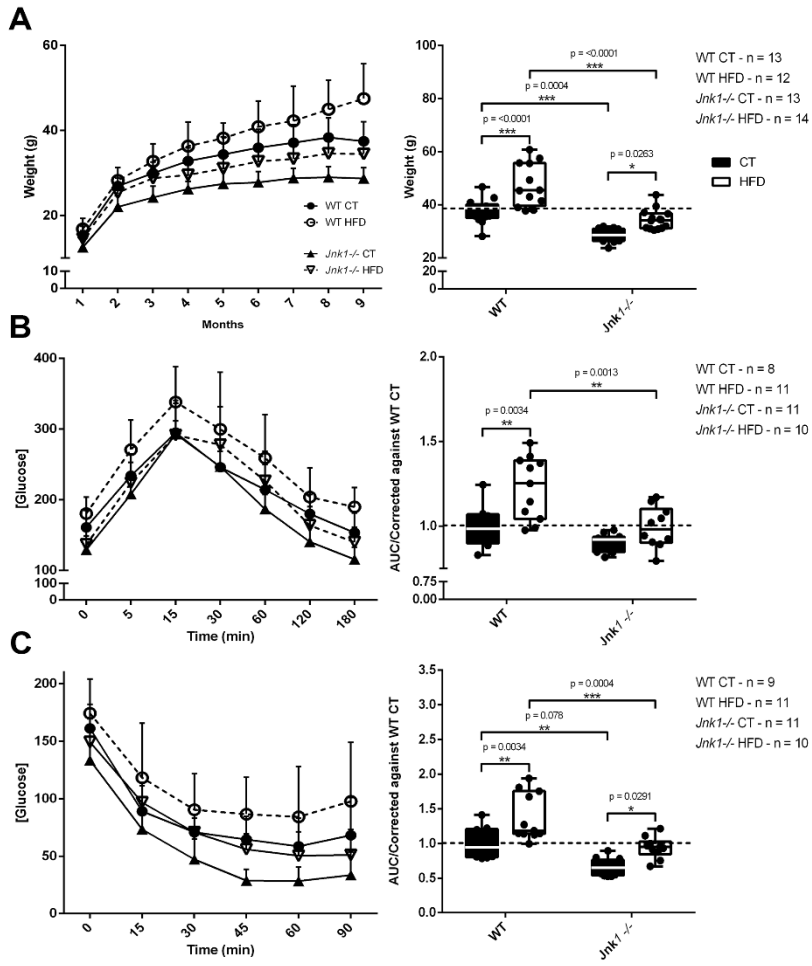 A
60
40
20
10
0
Weight (g)
1 2 3 4 5 6 7 8 9
Months
WT CT
WT HFD
Jnk1-/- CT
Jnk1-/- HFD
100
80
60
40
20
20
0
Weight (g)
p = <0.0001
***
p = 0.0004
***
p = <0.0001
***
p = 0.0263
*
WT
Jnk1-/-
WT CT - n = 13
WT HFD - n = 12
Jnk1-/- CT - n = 13
Jnk1-/- HFD - n = 14
CT
HFD
B
400
300
200
100
100
0
[Glucose]
0 5 15 30 60 120 180
Time (min)
2.0
1.5
1.0
0.75
0.00
AUC/Corrected against WT CT
p = 0.0013
**
p = 0.0034
**
WT
Jnk1 -/-
WT CT - n = 8
WT HFD - n = 11
Jnk1-/- CT - n = 11
Jnk1-/- HFD - n = 10
C
200
150
100
50
0
[Glucose]
0 15 30 45 60 90
Time (min)
3.5
3.0
2.5
2.0
1.5
1.0
0.5
0.0
AUC/Corrected against WT CT
p = 0.0004
***
p = 0.078
**
p = 0.0034
**
p = 0.0291
*
WT
Jnk1 -/-
WT CT - n = 9
WT HFD - n = 11
Jnk1-/- CT - n = 11
Jnk1-/- HFD - n = 10